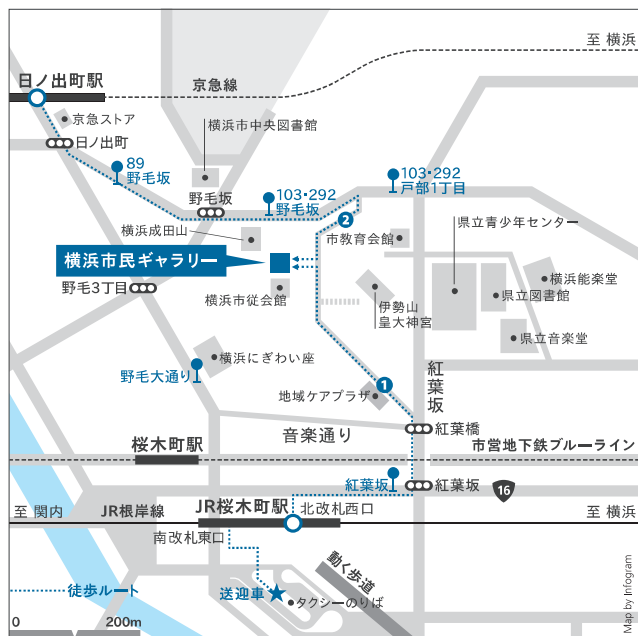 至 横浜
日ノ出町駅
京急線
京急ストア
日ノ出町
横浜市中央図書館
89
野毛坂
103・292
戸部1丁目
103・292
野毛坂
野毛坂
2
横浜成田山
市教育会館
県立青少年センター
横浜市民ギャラリー
横浜能楽堂
県立図書館
野毛3丁目
横浜市従会館
伊勢山
皇大神宮
県立音楽堂
横浜にぎわい座
野毛大通り
紅葉坂
1
地域ケアプラザ
音楽通り
紅葉橋
桜木町駅
市営地下鉄ブルーライン
紅葉坂
紅葉坂
16
至 関内
JR根岸線
JR桜木町駅
北改札西口
至 横浜
南改札東口
動く歩道
徒歩ルート
送迎車
タクシーのりば
0
200m
Map by Infogram